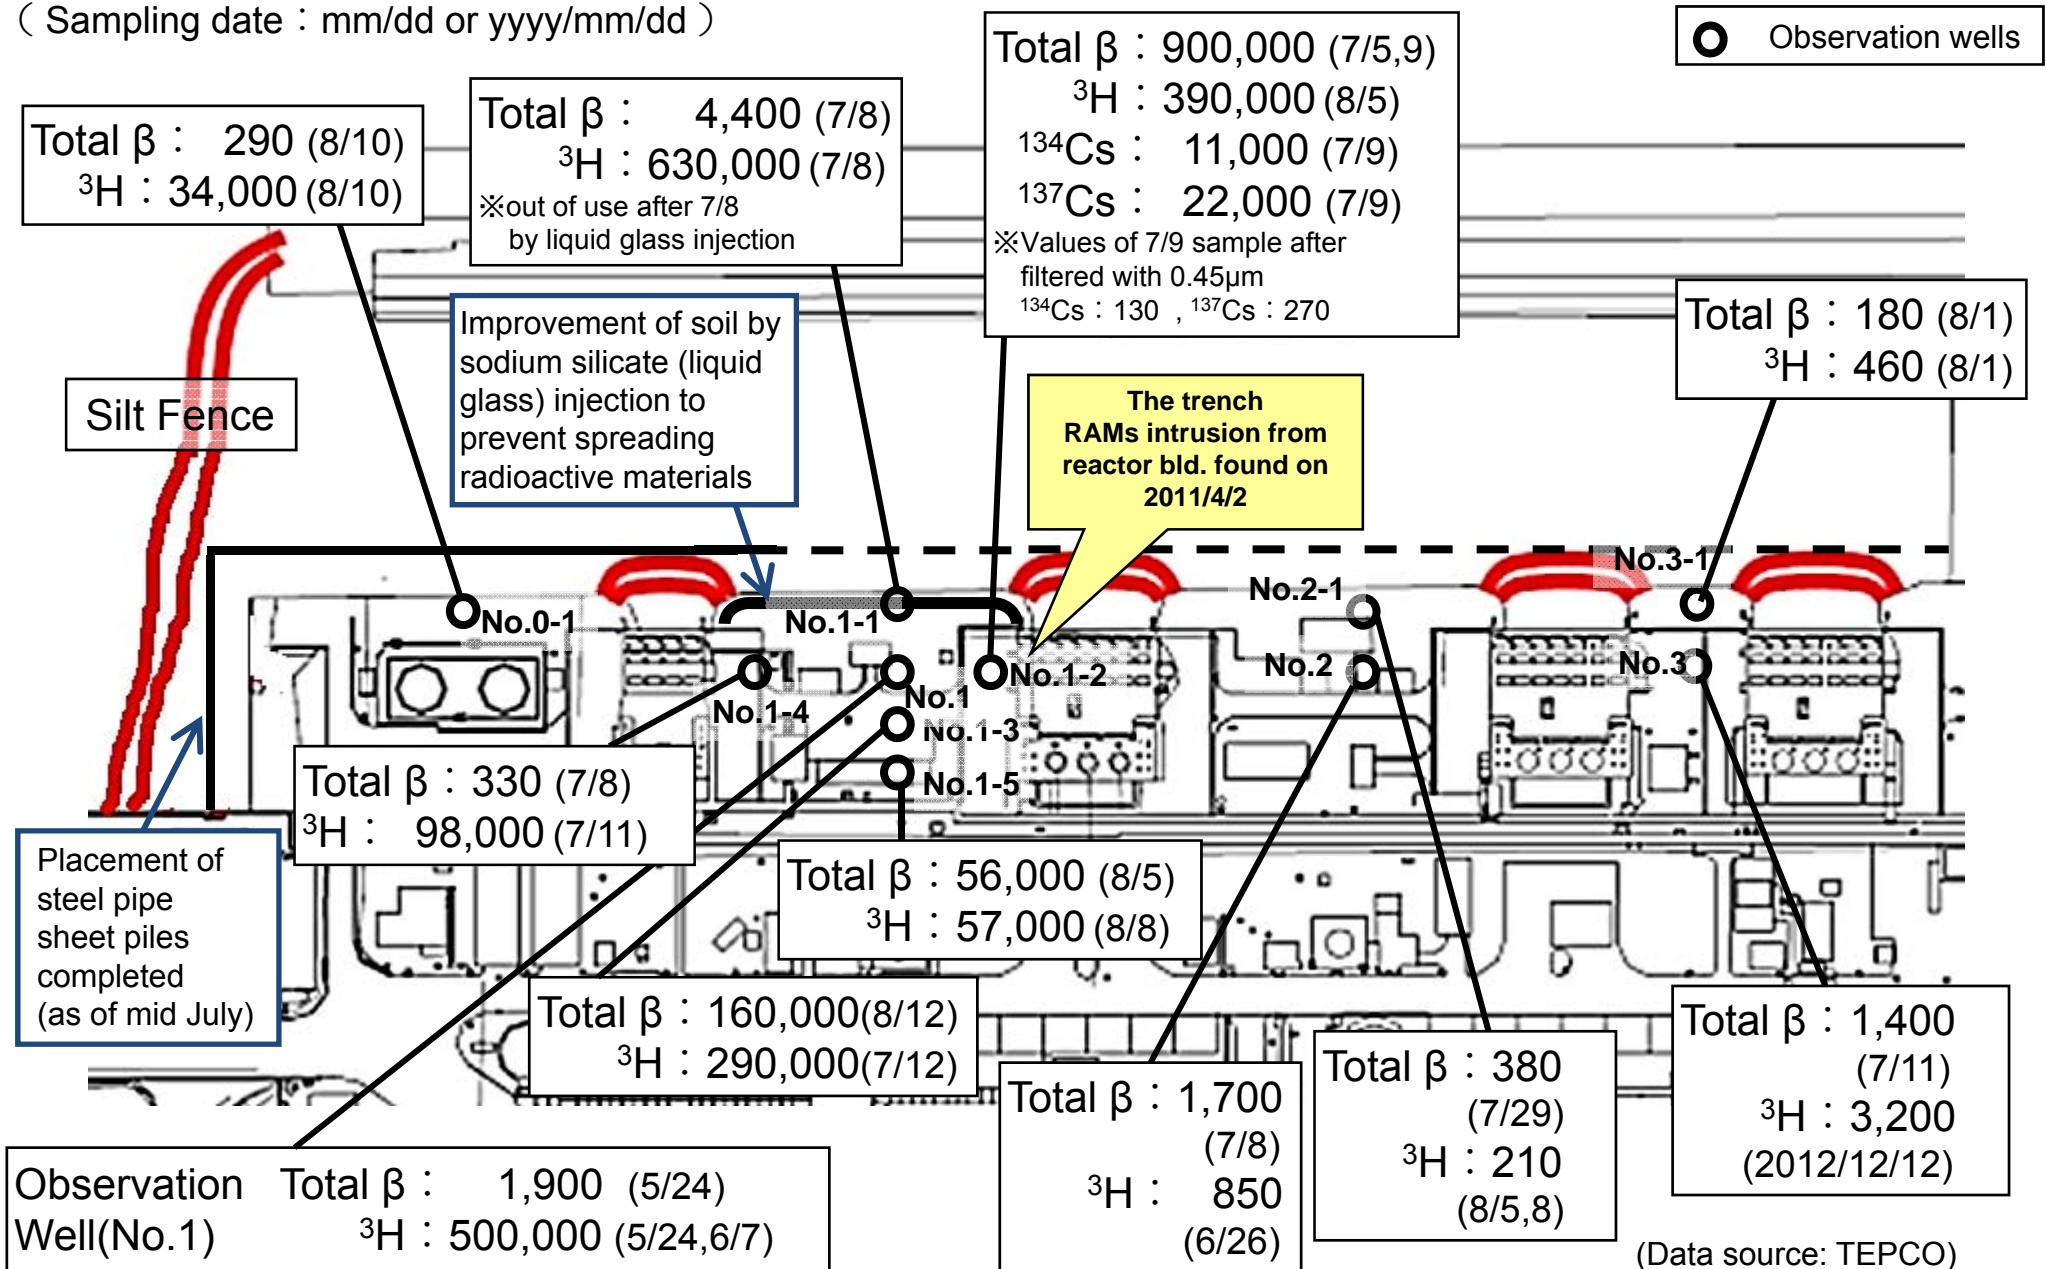 （ Sampling date：mm/dd or yyyy/mm/dd ）
Observation wells
Total β： 290 (8/10)
³H：34,000 (8/10)
Total β： 4,400 (7/8)
³H：630,000 (7/8)
※out of use after 7/8
by liquid glass injection
Total β：900,000 (7/5,9)
³H：390,000 (8/5)
¹³⁴Cs： 11,000 (7/9)
¹³⁷Cs： 22,000 (7/9)
※Values of 7/9 sample after
filtered with 0.45μm
¹³⁴Cs：130 , ¹³⁷Cs：270
Total β：180 (8/1)
³H：460 (8/1)
Silt Fence
Improvement of soil by
sodium silicate (liquid
glass) injection to
prevent spreading
radioactive materials
The trench
RAMs intrusion from
reactor bld. found on
2011/4/2
No.0-1
No.1-1
No.2-1
No.3-1
No.1-4
No.1
No.1-2
No.2
No.3
No.1-3
No.1-5
Total β：330 (7/8)
³H： 98,000 (7/11)
Placement of
steel pipe
sheet piles
completed
(as of mid July)
Total β：56,000 (8/5)
³H：57,000 (8/8)
Total β：160,000(8/12)
³H：290,000(7/12)
Total β：1,700
(7/8)
³H： 850
(6/26)
Total β：380
(7/29)
³H：210
(8/5,8)
Total β：1,400
(7/11)
³H：3,200
(2012/12/12)
Observation Total β： 1,900 (5/24)
Well(No.1) ³H：500,000 (5/24,6/7)
(Data source: TEPCO)